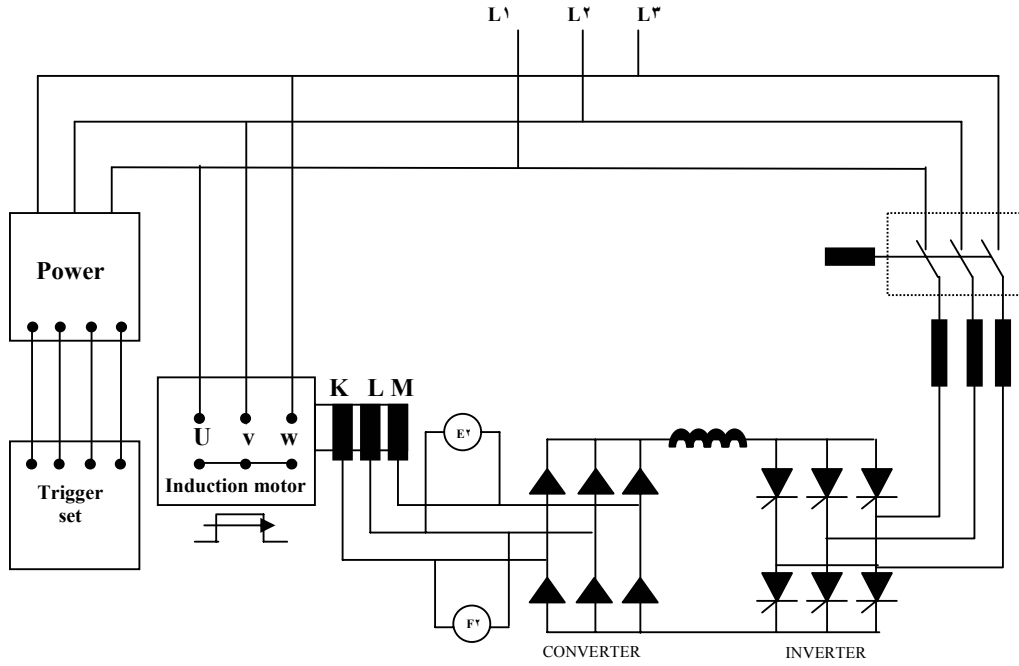 L۱ L۲ L۳
Power
K L M
U v w
E۲
Induction motor
Trigger
set
F۲
CONVERTER INVERTER